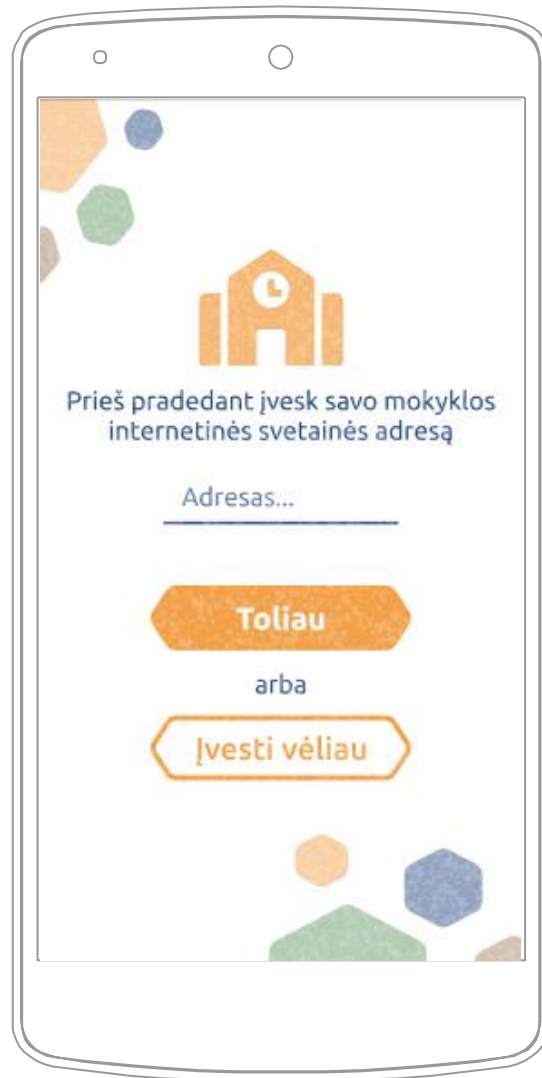 Prieš pradedant įvesk savo mokyklos
internetinės svetainės adresą
Adresas...
Toliau
arba
Įvesti vėliau